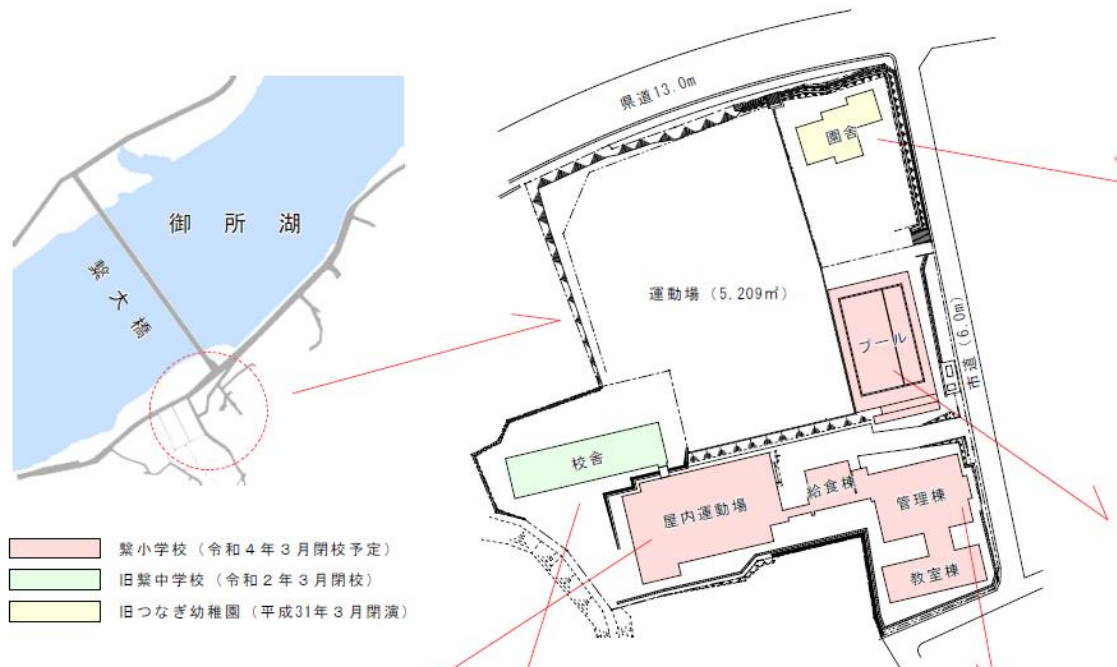 御所湖
繋大橋
県道13.0m
園舎
運動場（5,209㎡）
プール
市道（6.0m）
校舎
屋内運動場
給食棟
管理棟
教室棟
繋小学校（令和４年３月閉校予定）
旧繋中学校（令和２年３月閉校）
旧つなぎ幼稚園（平成31年３月閉演）